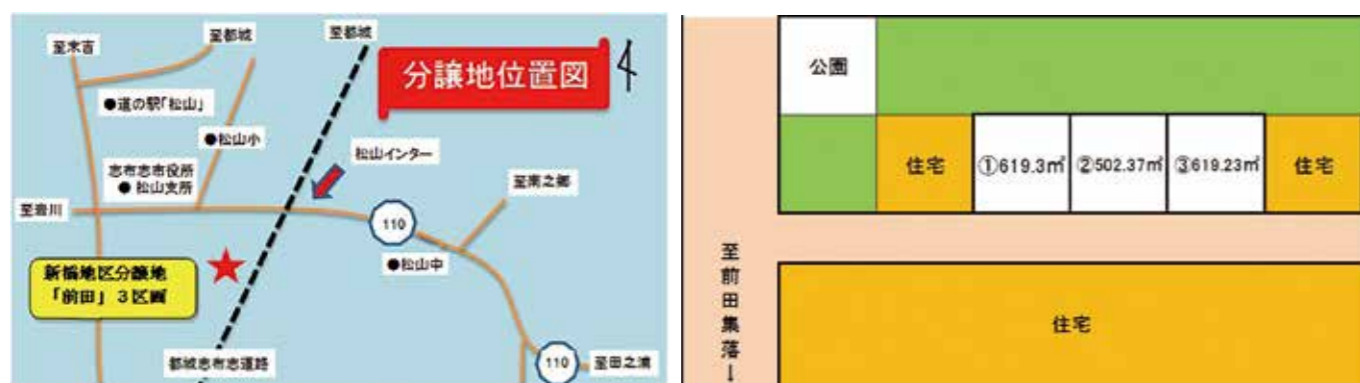 分譲地位置図
至末吉
至都城
至都城
●道の駅「松山」
●松山小
松山インター
志布志市役所
●松山支所
至南之郷
至岩川
110
●松山中
新橋地区分譲地
「前田」3区画
都城志布志道路
110
至田之浦
公園
住宅
①619.3㎡
②502.37㎡
③619.23㎡
住宅
至前田集落↓
住宅